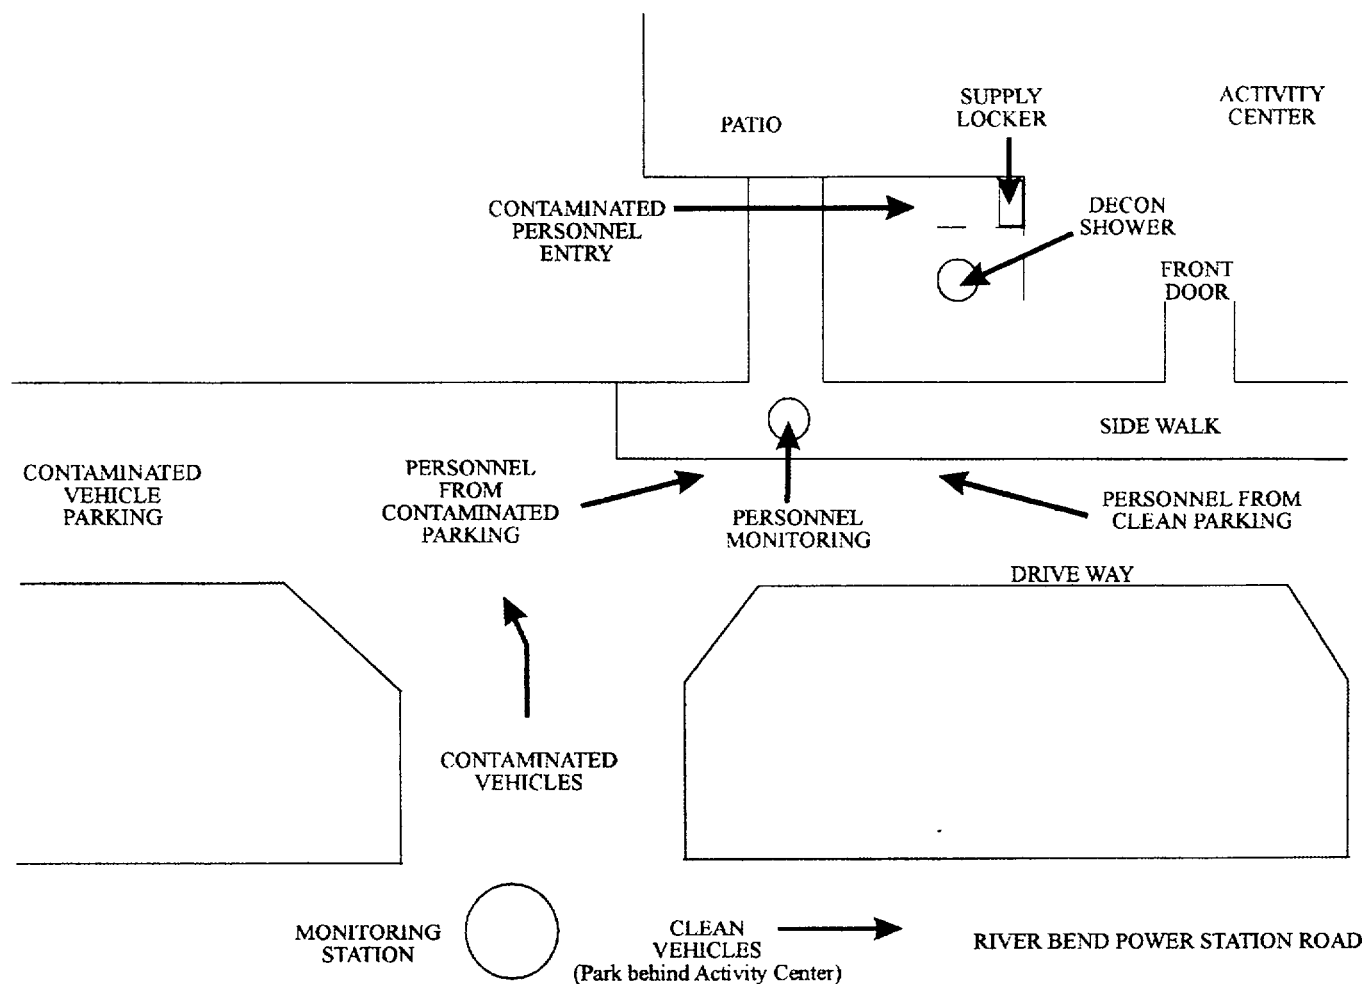 PATIO
SUPPLY
LOCKER
ACTIVITY
CENTER
CONTAMINATED
PERSONNEL
ENTRY
DECON
SHOWER
FRONT
DOOR
SIDE WALK
CONTAMINATED
VEHICLE
PARKING
PERSONNEL
FROM
CONTAMINATED
PARKING
PERSONNEL
MONITORING
PERSONNEL FROM
CLEAN PARKING
DRIVE WAY
CONTAMINATED
VEHICLES
MONITORING
STATION
CLEAN
VEHICLES
(Park behind Activity Center)
RIVER BEND POWER STATION ROAD